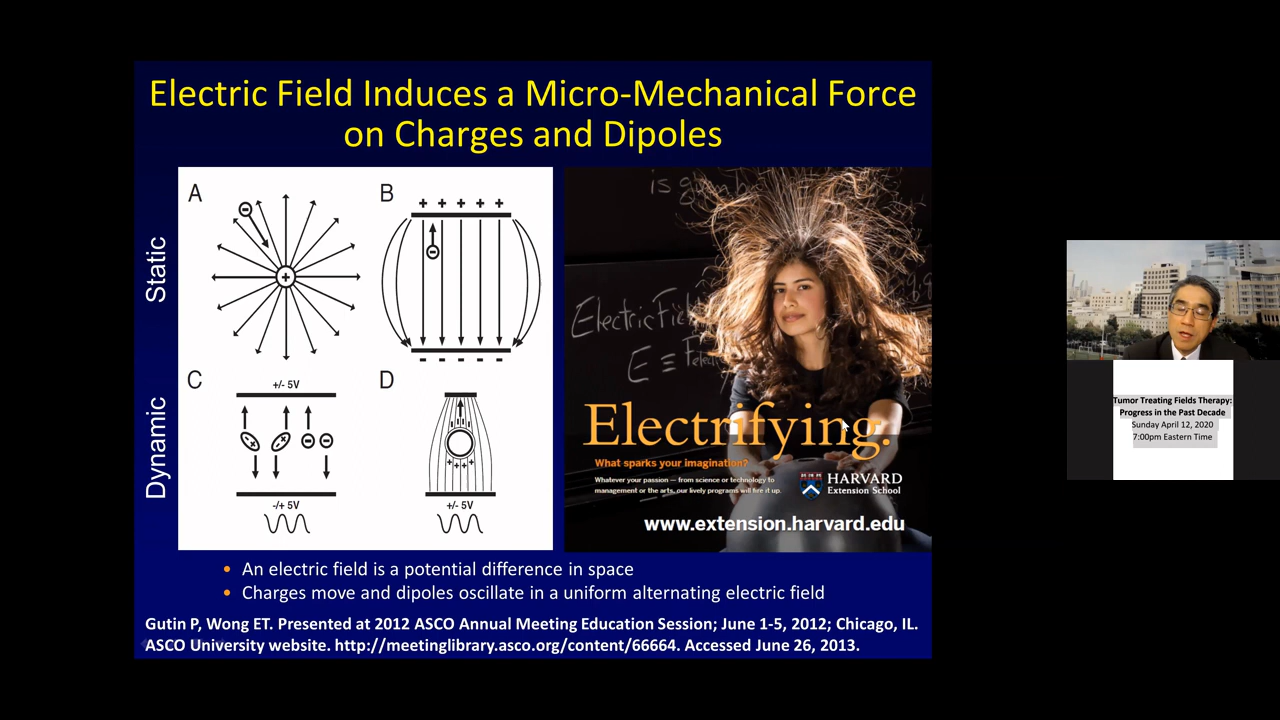 Electric Field Induces a Micro-Mechanical Force
on Charges and Dipoles
Static
Dynamic
A
B
+ + + + +
- - - - -
C
+/- 5V
-/+ 5V
D
+/- 5V
+/- 5V
Electric Fiel
E ≡ F
Electrifying.
What sparks your imagination?
Whatever your passion — from science or technology to
management or the arts, our lively programs will fire it up.
HARVARD
Extension School
www.extension.harvard.edu
• An electric field is a potential difference in space
• Charges move and dipoles oscillate in a uniform alternating electric field
Gutin P, Wong ET. Presented at 2012 ASCO Annual Meeting Education Session; June 1-5, 2012; Chicago, IL.
ASCO University website. http://meetinglibrary.asco.org/content/66664. Accessed June 26, 2013.
Tumor Treating Fields Therapy:
Progress in the Past Decade
Sunday April 12, 2020
7:00pm Eastern Time